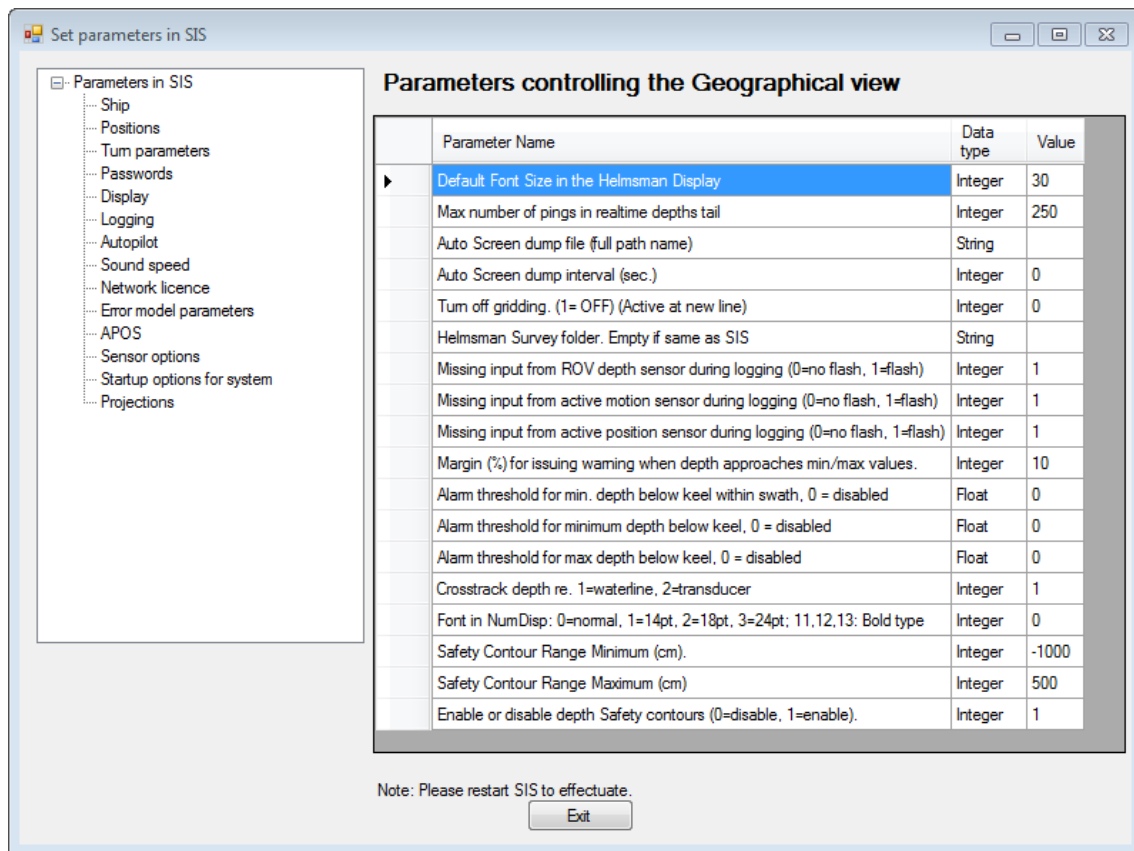 Set parameters in SIS
Parameters in SIS
Ship
Positions
Turn parameters
Passwords
Display
Logging
Autopilot
Sound speed
Network licence
Error model parameters
APOS
Sensor options
Startup options for system
Projections
Parameters controlling the Geographical view
Parameter Name Data type Value
Default Font Size in the Helmsman Display Integer 30
Max number of pings in realtime depths tail Integer 250
Auto Screen dump file (full path name) String
Auto Screen dump interval (sec.) Integer 0
Turn off gridding. (1= OFF) (Active at new line) Integer 0
Helmsman Survey folder. Empty if same as SIS String
Missing input from ROV depth sensor during logging (0=no flash, 1=flash) Integer 1
Missing input from active motion sensor during logging (0=no flash, 1=flash) Integer 1
Missing input from active position sensor during logging (0=no flash, 1=flash) Integer 1
Margin (%) for issuing warning when depth approaches min/max values. Integer 10
Alarm threshold for min. depth below keel within swath, 0 = disabled Float 0
Alarm threshold for minimum depth below keel, 0 = disabled Float 0
Alarm threshold for max depth below keel, 0 = disabled Float 0
Crosstrack depth re. 1=waterline, 2=transducer Integer 1
Font in NumDisp: 0=normal, 1=14pt, 2=18pt, 3=24pt; 11,12,13: Bold type Integer 0
Safety Contour Range Minimum (cm). Integer -1000
Safety Contour Range Maximum (cm) Integer 500
Enable or disable depth Safety contours (0=disable, 1=enable). Integer 1
Note: Please restart SIS to effectuate.
Exit